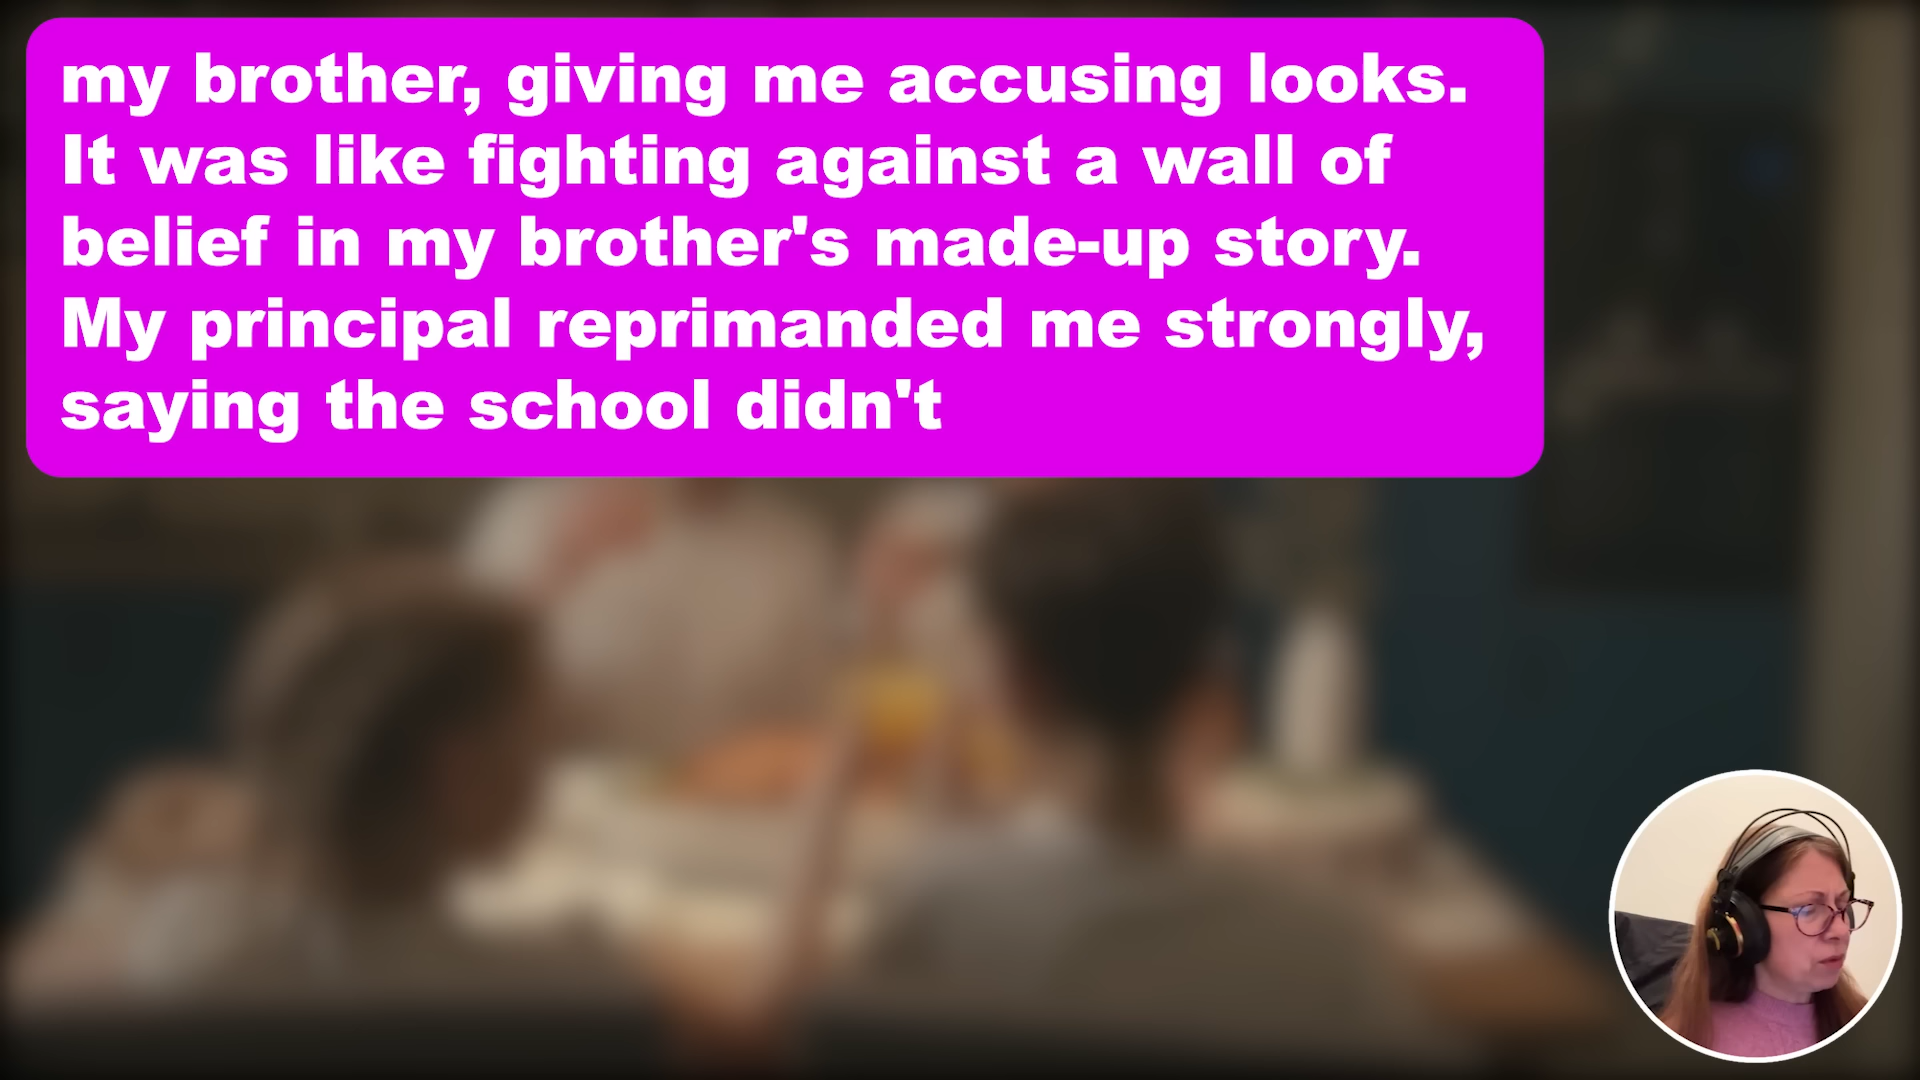 my brother, giving me accusing looks.
It was like fighting against a wall of
belief in my brother's made-up story.
My principal reprimanded me strongly,
saying the school didn't